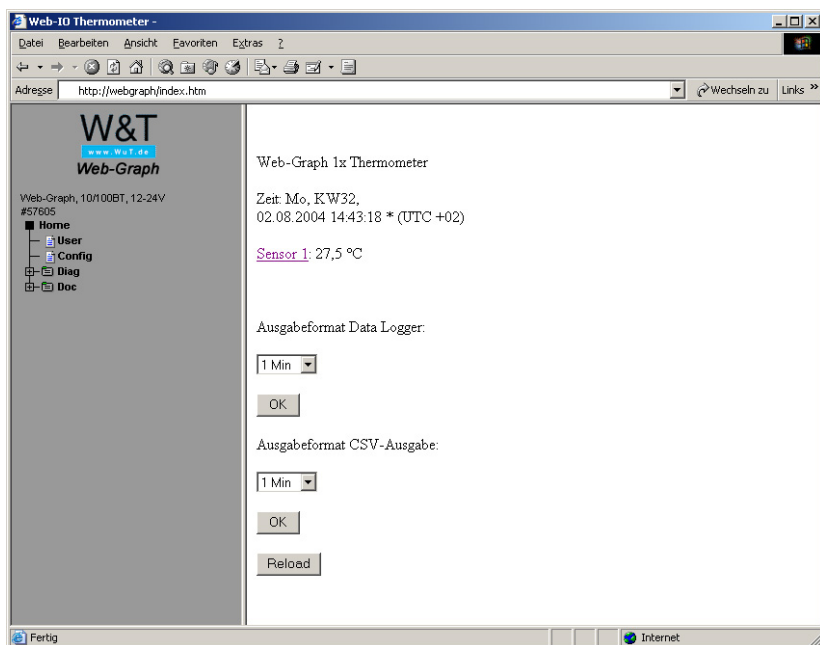 Web-IO Thermometer -
Datei Bearbeiten Ansicht Favoriten Extras ?
Adresse http://webgraph/index.htm Wechseln zu Links »
W&T
www.WuT.de
Web-Graph
Web-Graph, 10/100BT, 12-24V
#57605
Home
User
Config
Diag
Doc
Web-Graph 1x Thermometer
Zeit: Mo, KW32,
02.08.2004 14:43:18 * (UTC +02)
Sensor 1: 27,5 °C
Ausgabeformat Data Logger:
1 Min
OK
Ausgabeformat CSV-Ausgabe:
1 Min
OK
Reload
Fertig Internet